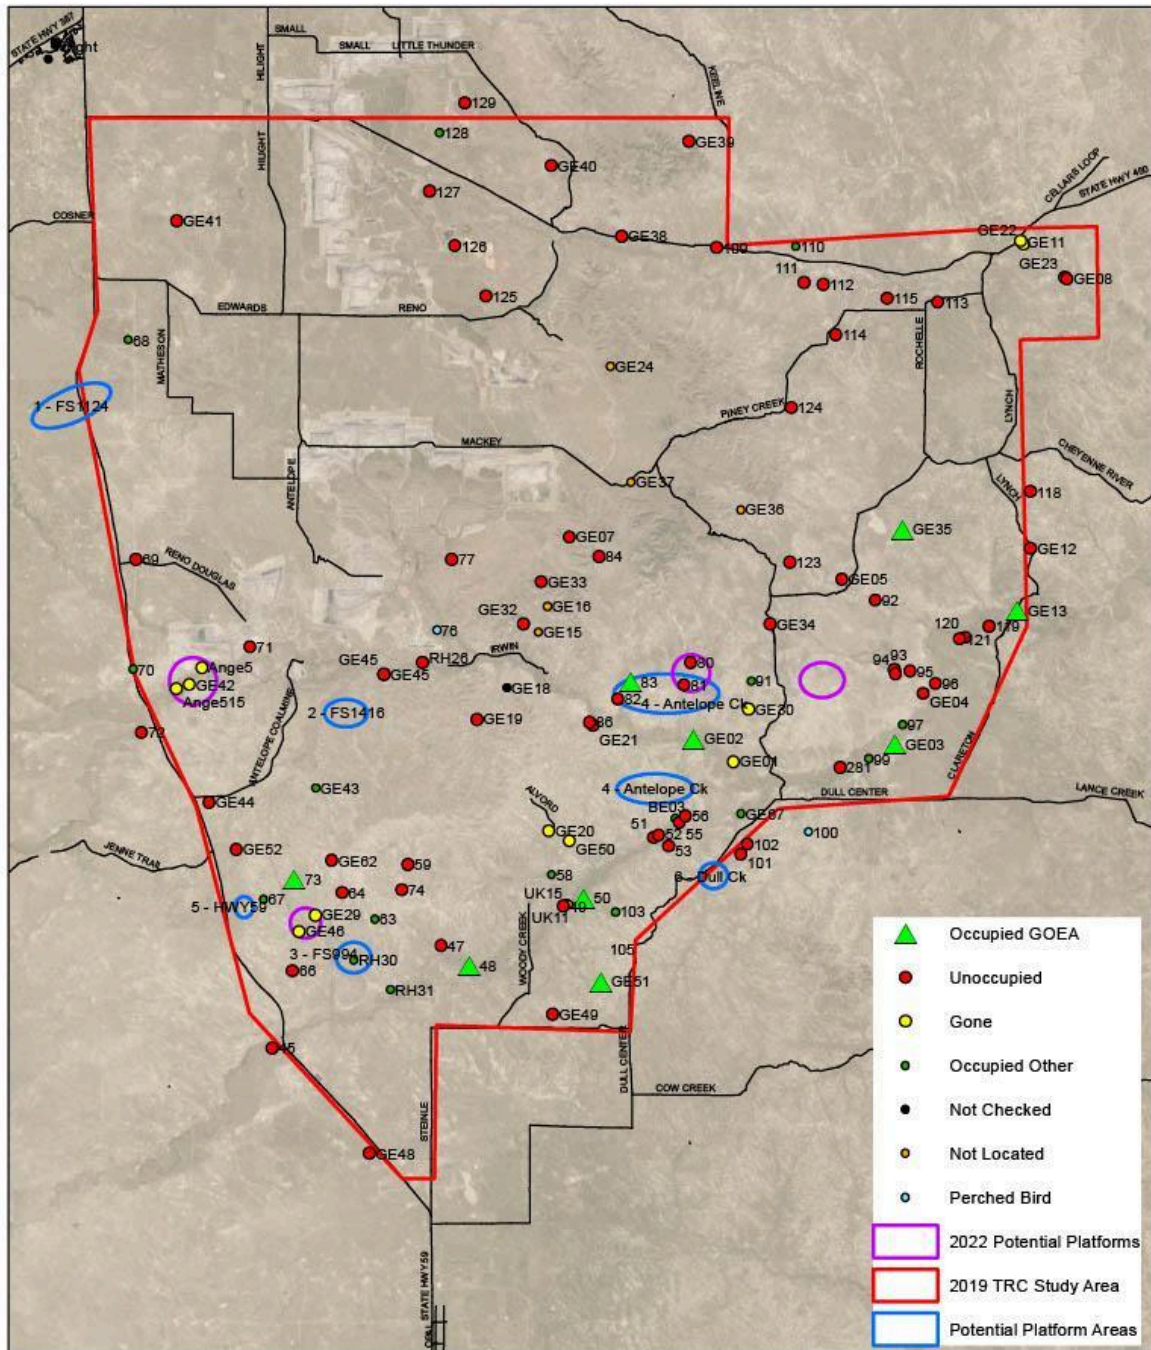 STATE HWY 387
SMALL
SMALL
LITTLE THUNDER
HILIGHT
KEELINE
129
128
HILIGHT
GE39
GE40
CELLARS LOOP
STATE HWY 450
127
COSNER
GE41
GE38
109
110
GE22
GE11
126
GE23
GE08
111
112
125
115
113
EDWARDS
RENO
68
MATHESON
114
ROCHELLE
GE24
LYNCH
1 - FS1124
PINEY CREEK
124
MACKEY
ANTELOPE
CHEYENNE RIVER
GE37
LYNCH
118
GE36
GE35
GE07
GE12
69
RENO DOUGLAS
77
84
123
GE33
GE05
GE16
92
GE32
GE13
76
GE15
GE34
120
119
121
71
IRWIN
70
Ange5
GE45
RH26
80
93
94
95
GE45
GE42
Ange515
GE18
83
81
91
96
82
4 - Antelope Ck
GE04
2 - FS1416
GE30
72
GE19
86
GE21
97
GE02
GE03
ANTELOPE COALMINE
GE01
99
281
CLARETON
GE43
4 - Antelope Ck
DULL CENTER
LANCE CREEK
GE44
ALVORD
BE03
56
GE87
GE20
51
52
55
100
GE50
53
102
JENNE TRAIL
GE52
101
GE62
59
58
6 - Dull Ck
73
64
74
UK15
50
67
49
5 - HWY59
UK11
103
GE29
63
GE46
47
105
3 - FS994
WOODY CREEK
RH30
66
48
GE51
RH31
GE49
45
DULL CENTER
COW CREEK
STEINLE
GE48
STATE HWY 59
Occupied GOEA
Unoccupied
Gone
Occupied Other
Not Checked
Not Located
Perched Bird
2022 Potential Platforms
2019 TRC Study Area
Potential Platform Areas